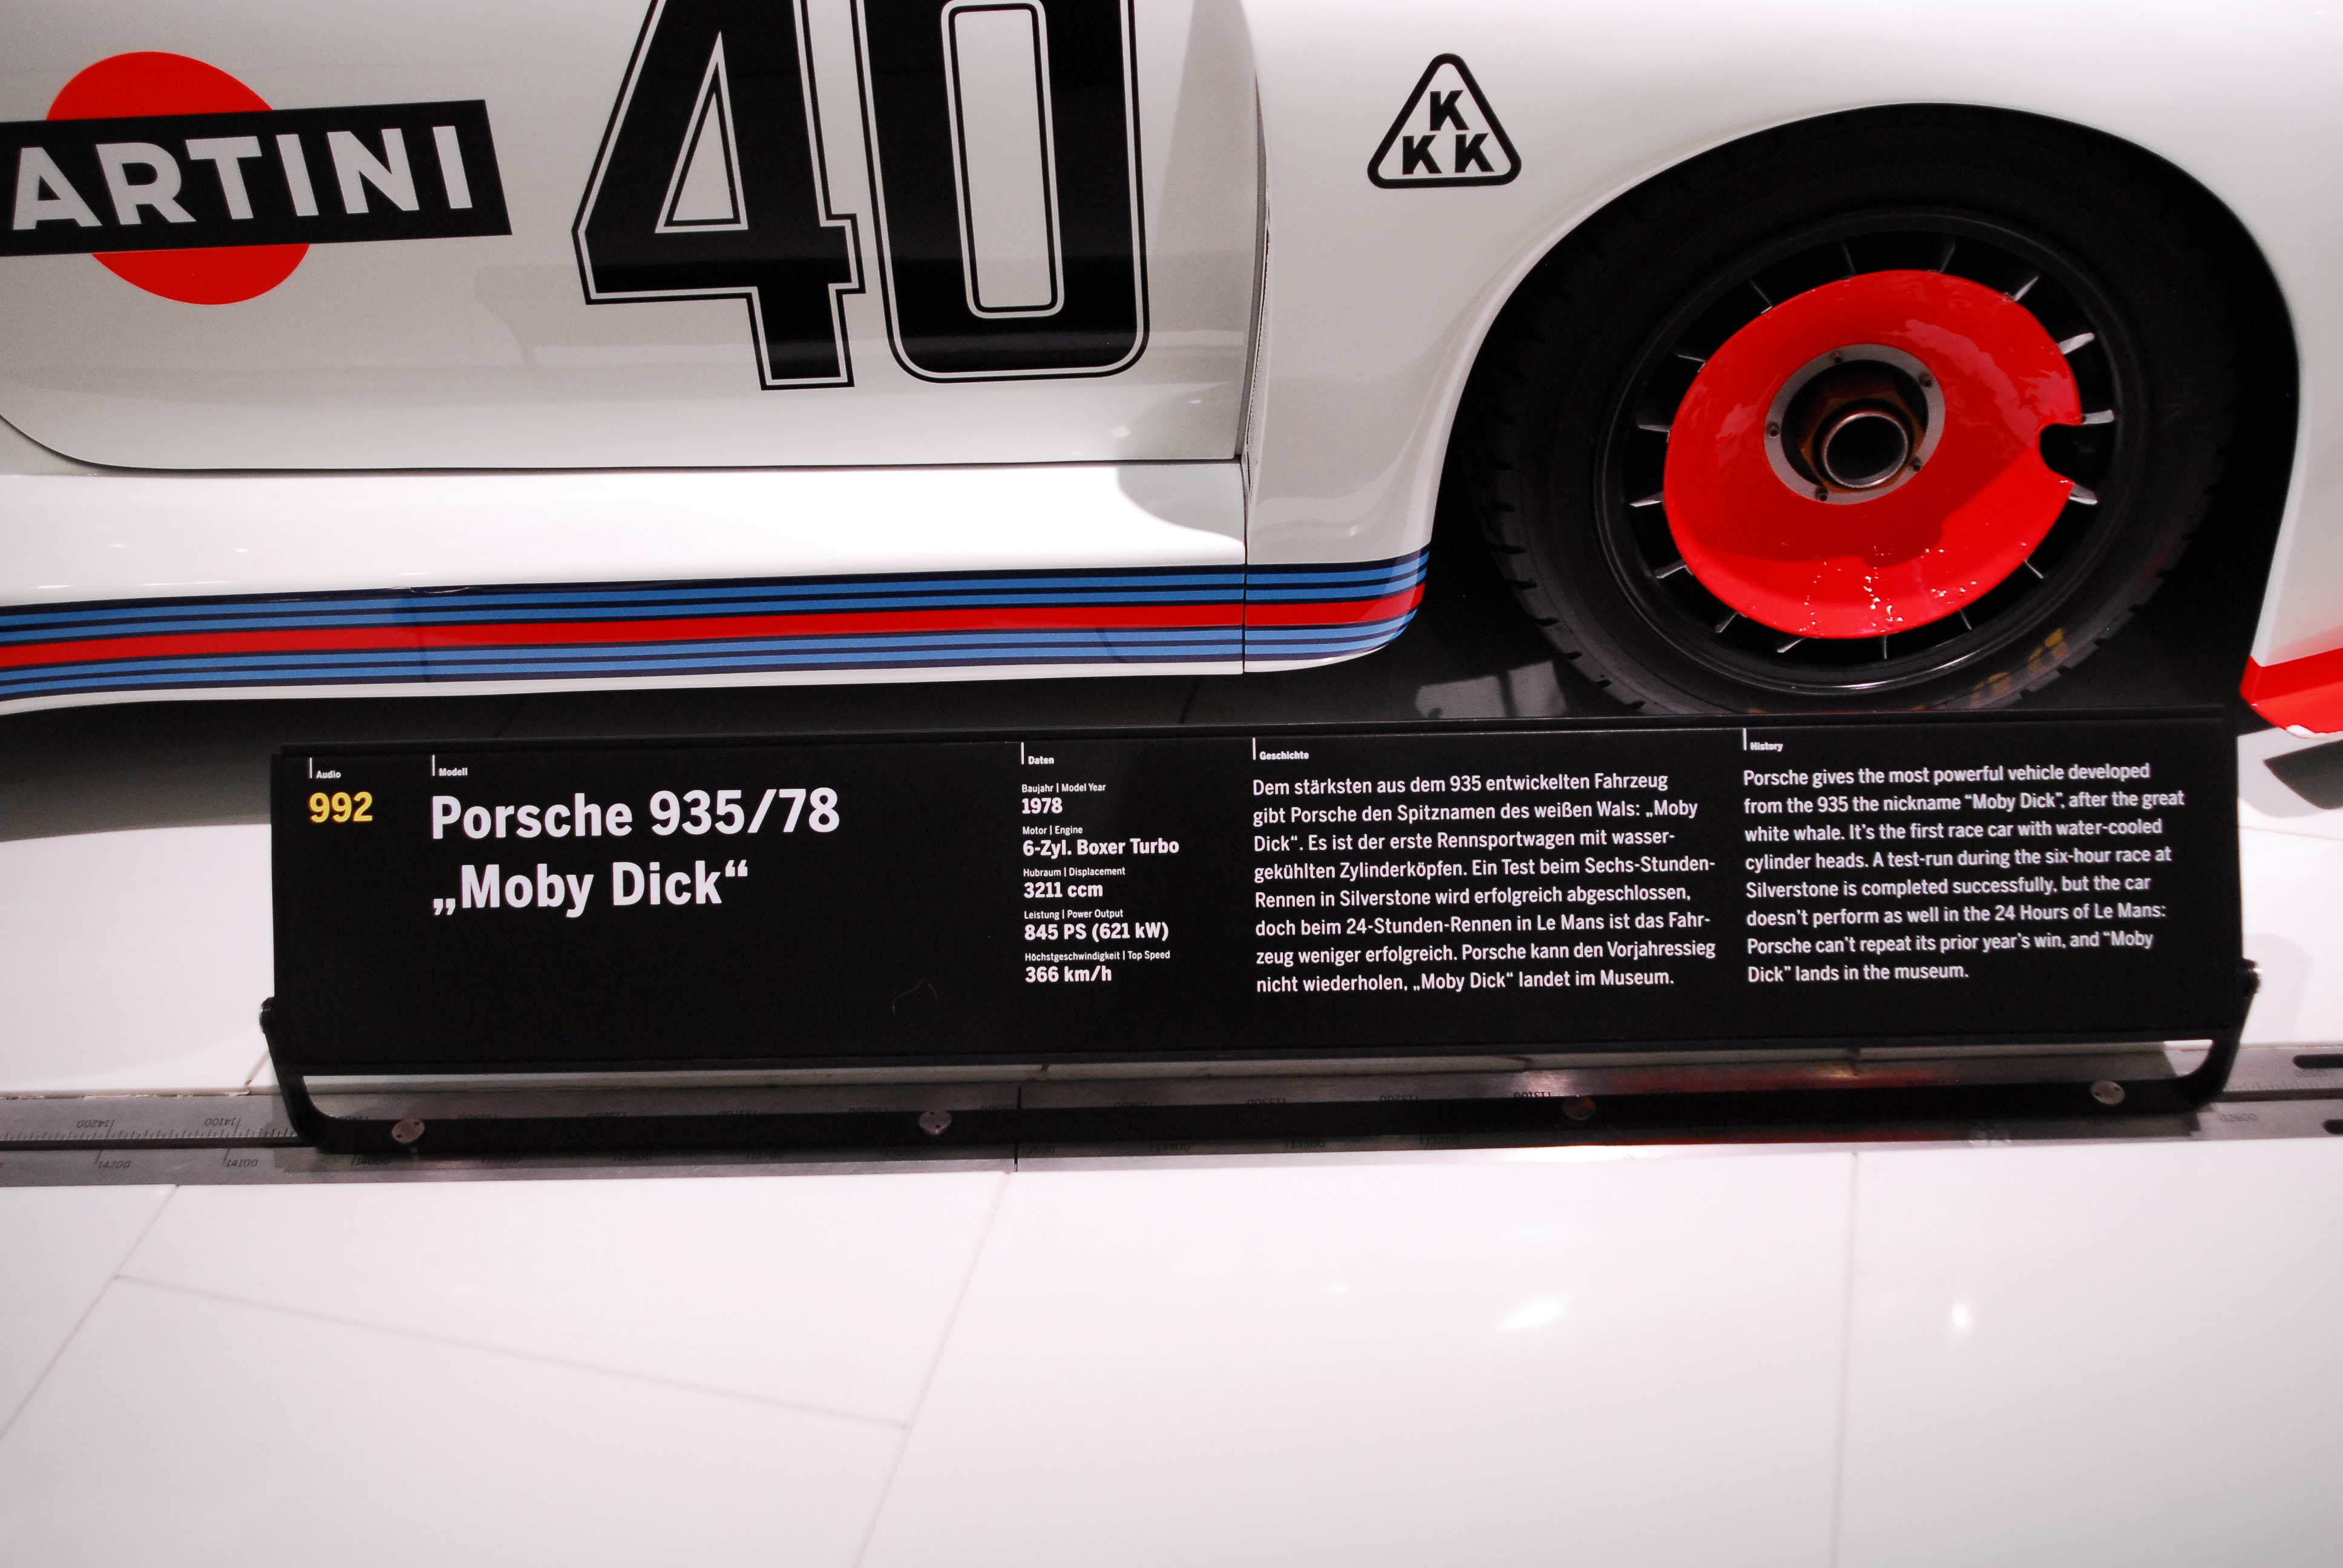 ARTINI
40
K
KK
Audio
992
Modell
Porsche 935/78
„Moby Dick“
Daten
Baujahr | Model Year
1978
Motor | Engine
6-Zyl. Boxer Turbo
Hubraum | Displacement
3211 ccm
Leistung | Power Output
845 PS (621 kW)
Höchstgeschwindigkeit | Top Speed
366 km/h
Geschichte
Dem stärksten aus dem 935 entwickelten Fahrzeug
gibt Porsche den Spitznamen des weißen Wals: „Moby
Dick“. Es ist der erste Rennsportwagen mit wasser-
gekühlten Zylinderköpfen. Ein Test beim Sechs-Stunden-
Rennen in Silverstone wird erfolgreich abgeschlossen,
doch beim 24-Stunden-Rennen in Le Mans ist das Fahr-
zeug weniger erfolgreich. Porsche kann den Vorjahressieg
nicht wiederholen, „Moby Dick“ landet im Museum.
History
Porsche gives the most powerful vehicle developed
from the 935 the nickname “Moby Dick”, after the great
white whale. It’s the first race car with water-cooled
cylinder heads. A test-run during the six-hour race at
Silverstone is completed successfully, but the car
doesn’t perform as well in the 24 Hours of Le Mans:
Porsche can’t repeat its prior year’s win, and “Moby
Dick” lands in the museum.
14200
14100
14200
14100